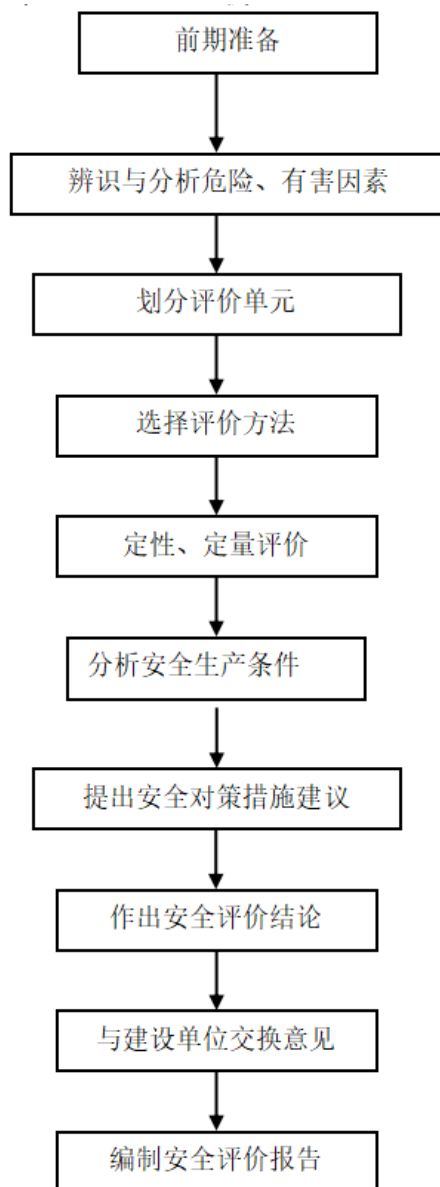 前期准备
辨识与分析危险、有害因素
划分评价单元
选择评价方法
定性、定量评价
分析安全生产条件
提出安全对策措施建议
作出安全评价结论
与建设单位交换意见
编制安全评价报告